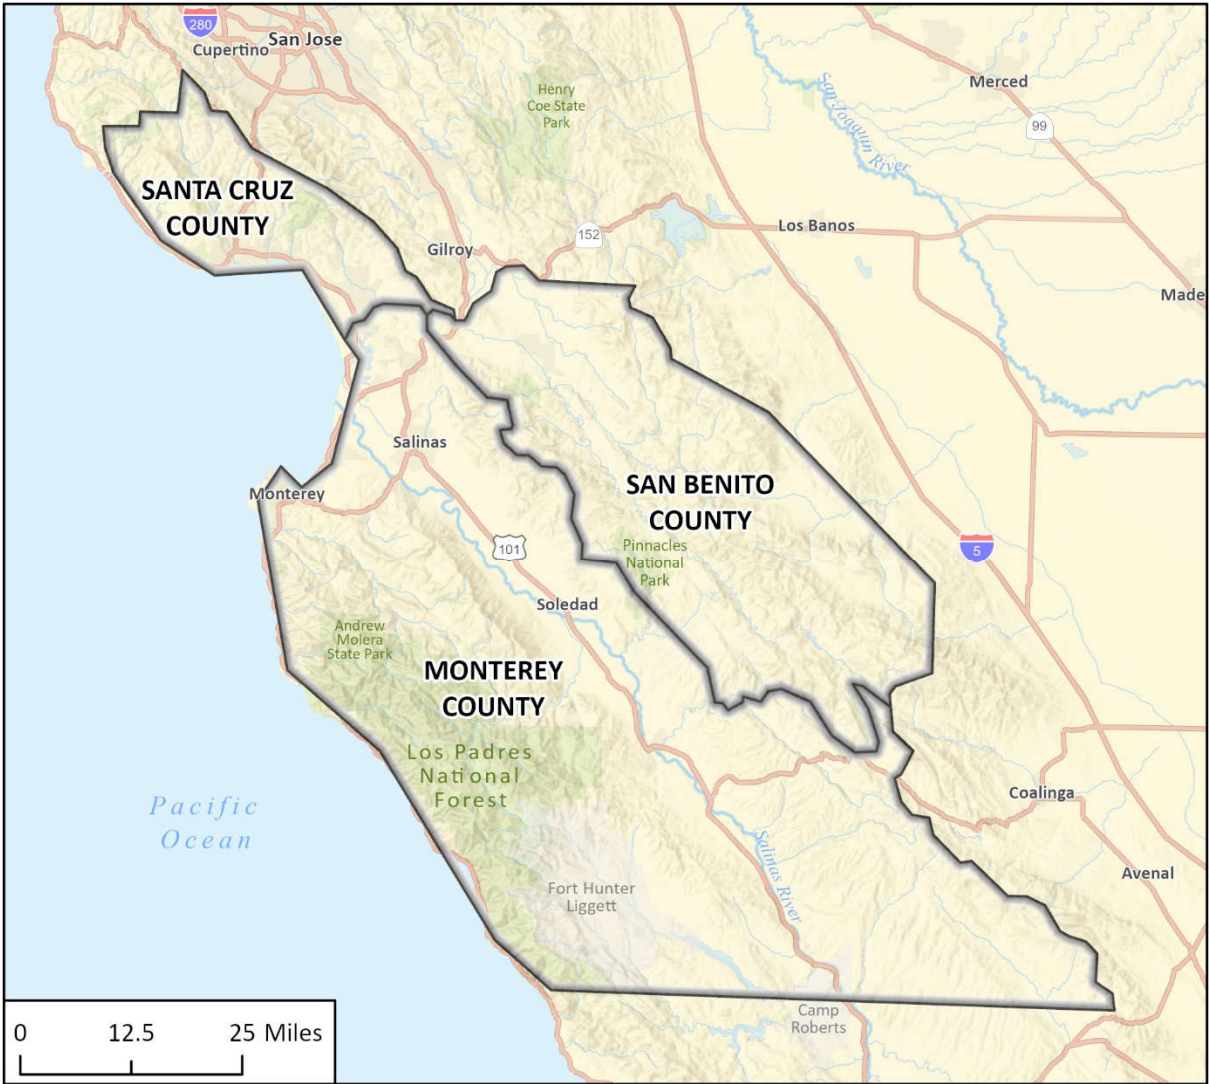 280
San Jose
Cupertino
Henry
Coe State
Park
Merced
99
San Joaquin River
SANTA CRUZ
COUNTY
152
Los Banos
Gilroy
Made
Salinas
Monterey
SAN BENITO
COUNTY
101
Pinnacles
National
Park
5
Soledad
Andrew
Molera
State Park
MONTEREY
COUNTY
Los Padres
National
Forest
Pacific
Ocean
Coalinga
Salinas River
Avenal
Fort Hunter
Liggett
Camp
Roberts
0 12.5 25 Miles